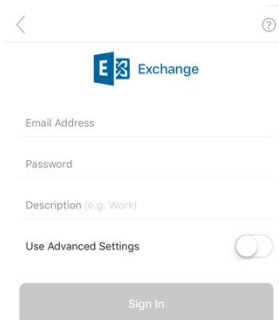 Exchange
Email Address
Password
Description (e.g. Work)
Use Advanced Settings
Sign In